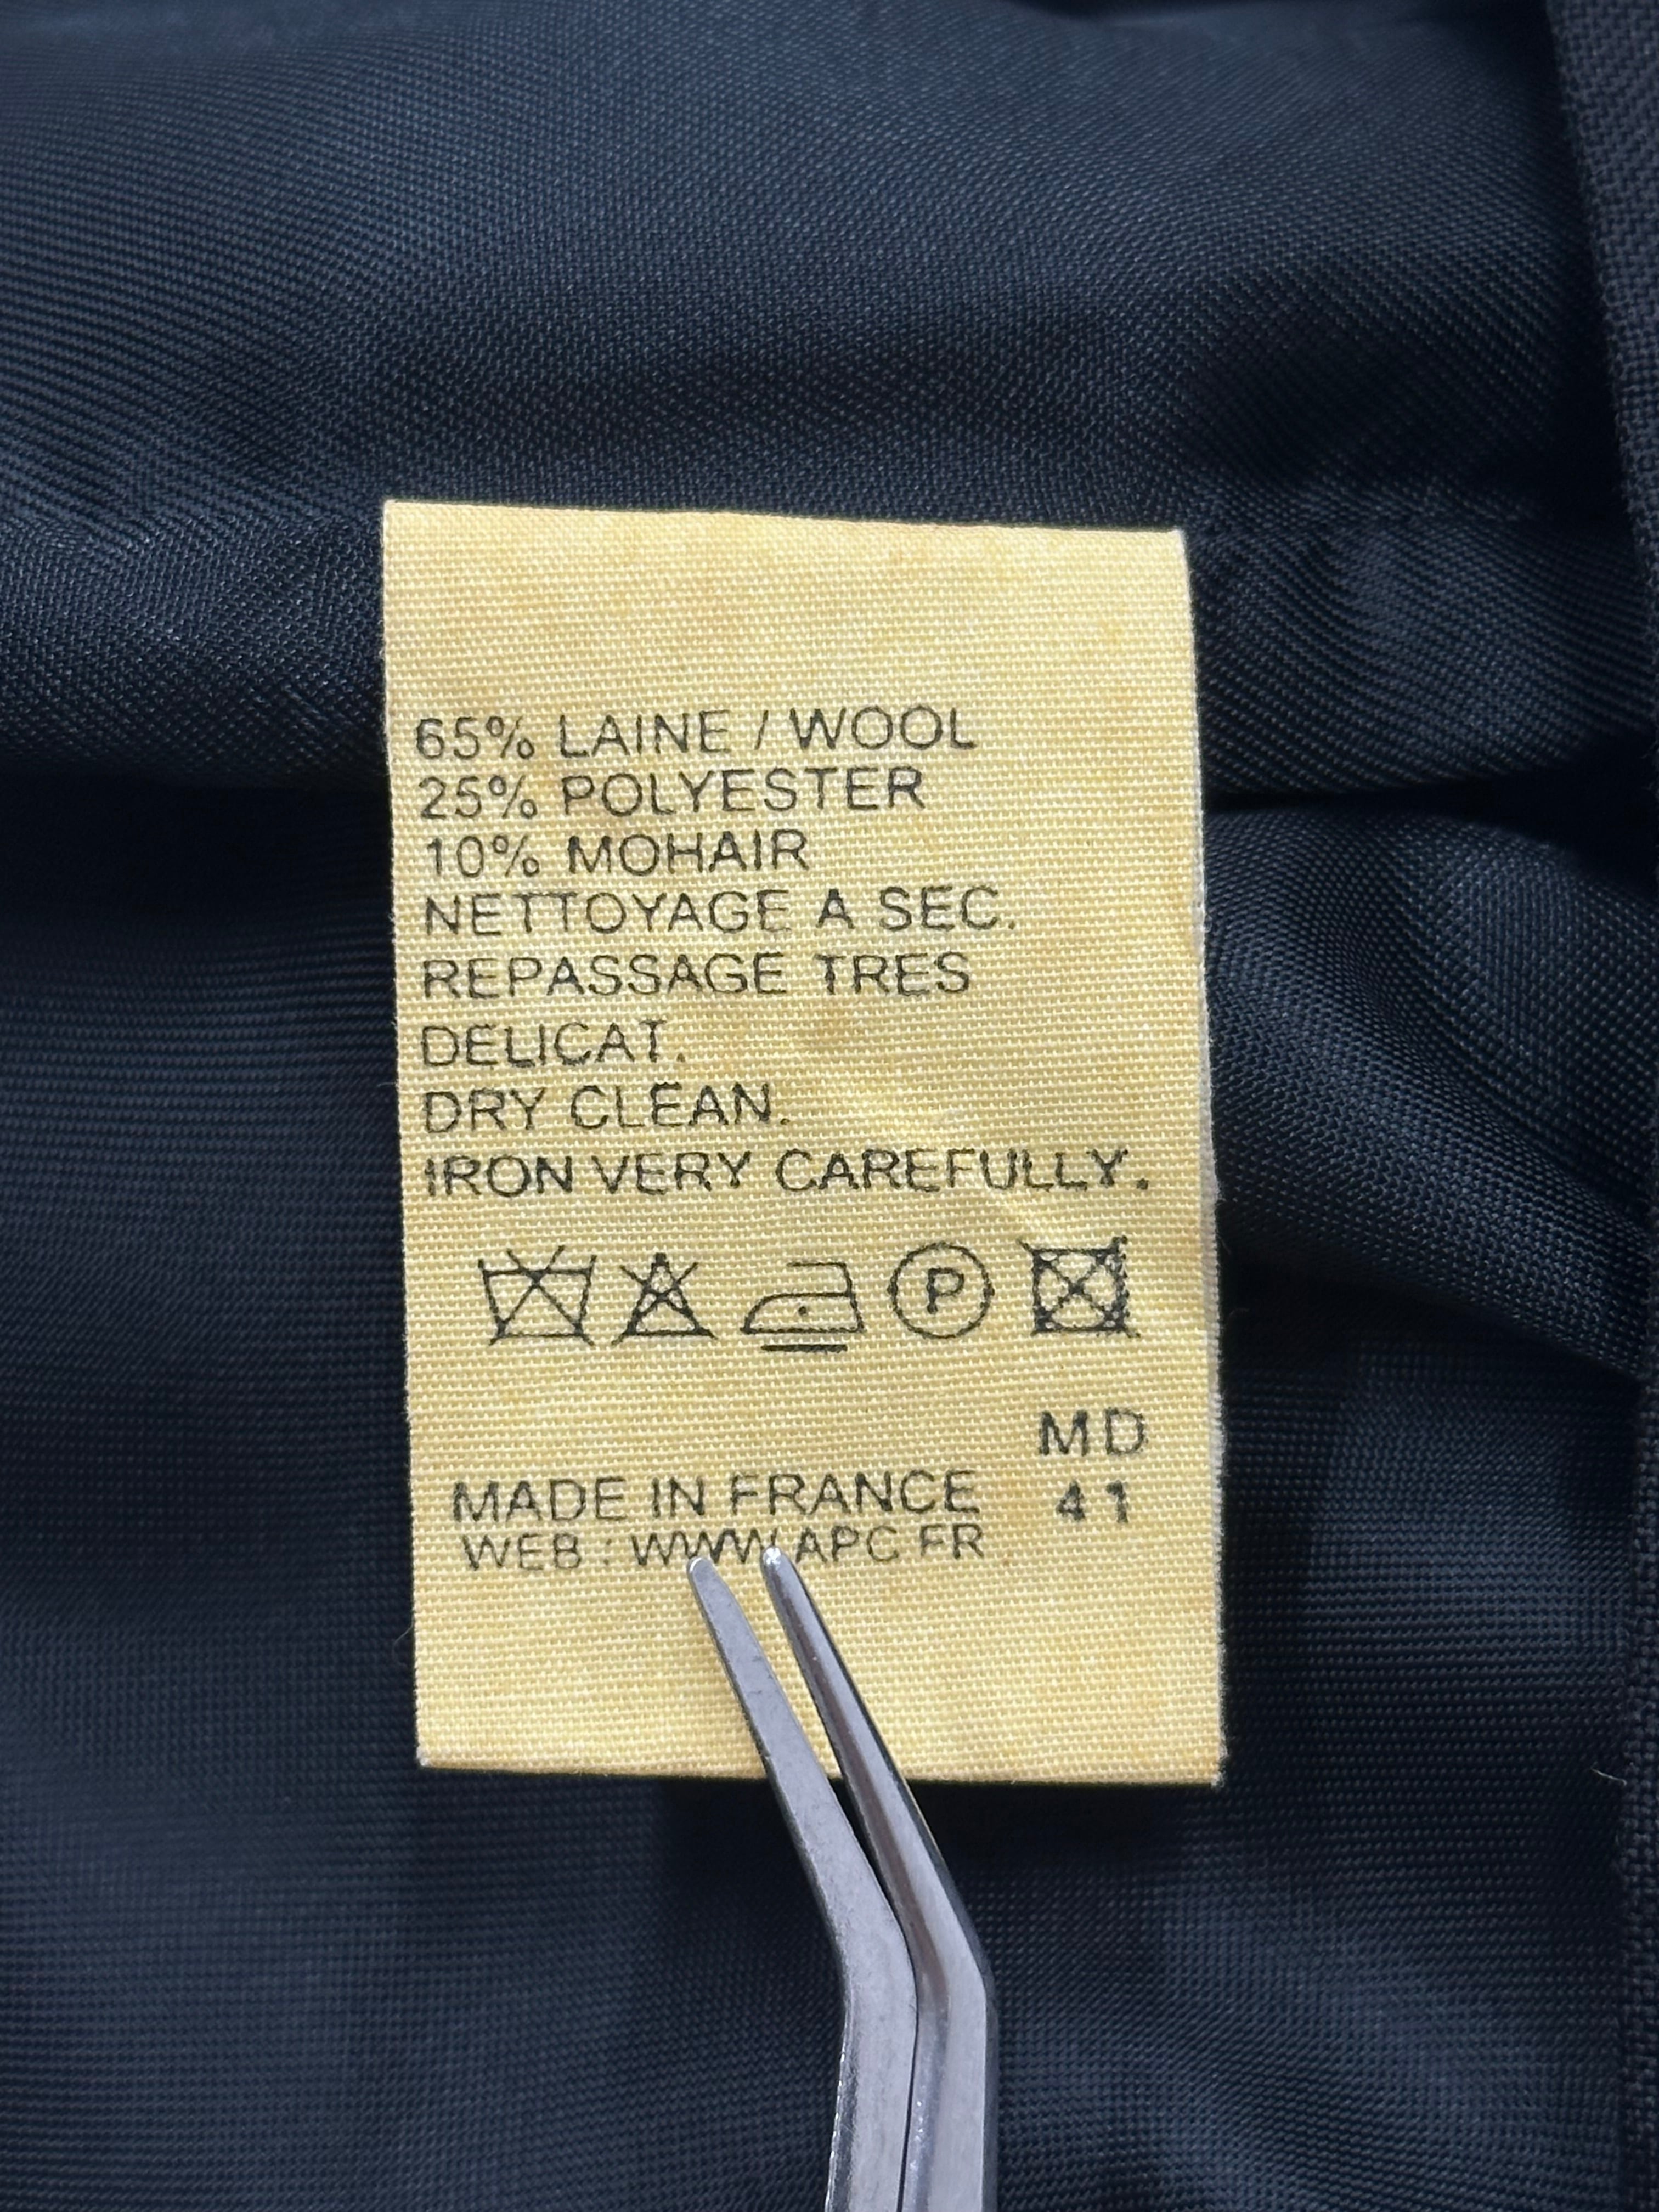 65% LAINE / WOOL
25% POLYESTER
10% MOHAIR
NETTOYAGE A SEC.
REPASSAGE TRES
DELICAT.
DRY CLEAN.
IRON VERY CAREFULLY.
P
MD
MADE IN FRANCE 41
WEB : WWW.APC.FR